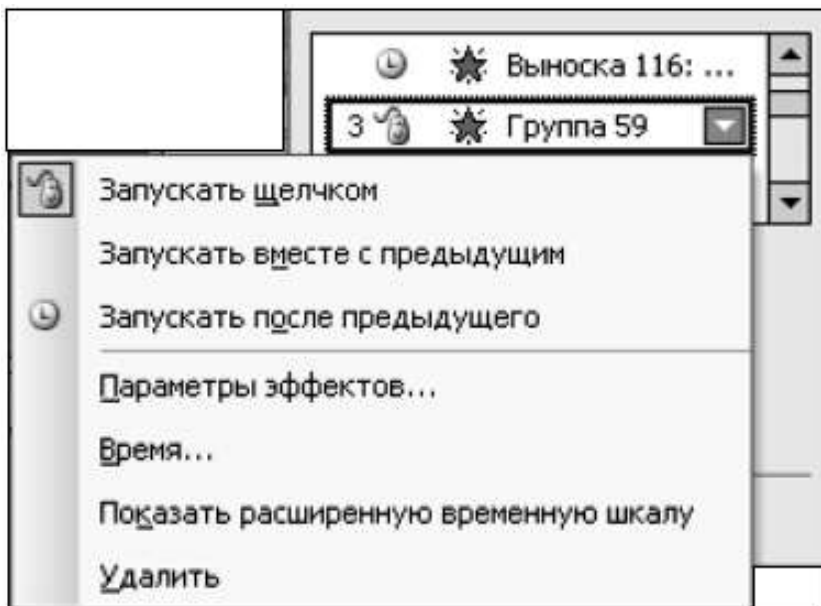 Выноска 116: ...
3 Группа 59
Запускать щелчком
Запускать вместе с предыдущим
Запускать после предыдущего
Параметры эффектов...
Время...
Показать расширенную временную шкалу
Удалить